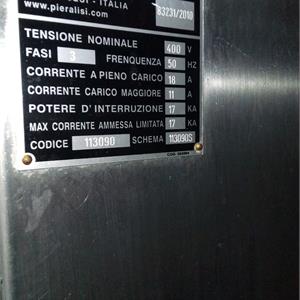 - ITALIA
www.pieralisi.com 83231/2010
TENSIONE NOMINALE 400 V
FASI 3 FRENQUENZA 50 HZ
CORRENTE A PIENO CARICO 18 A
CORRENTE CARICO MAGGIORE 11 A
POTERE D'INTERRUZIONE 17 KA
MAX CORRENTE AMMESSA LIMITATA 17 KA
CODICE 113090 SCHEMA 113090S